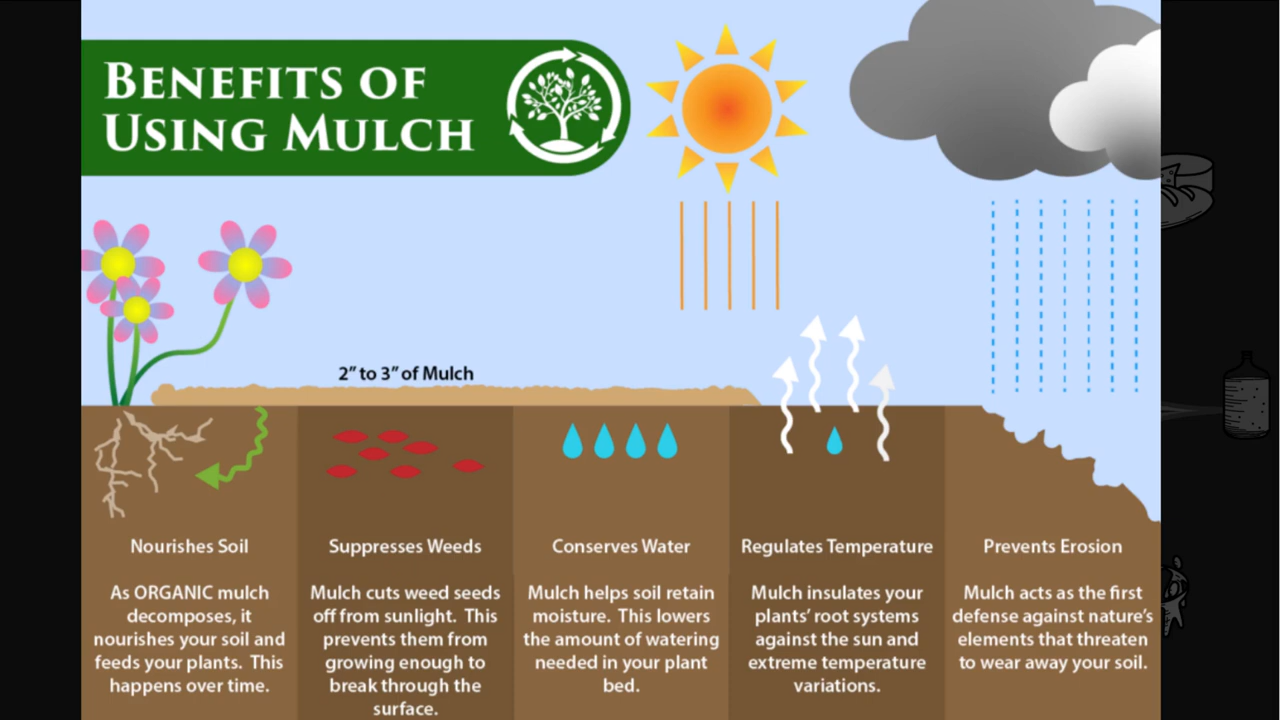 BENEFITS OF
USING MULCH
2” to 3” of Mulch
Nourishes Soil
As ORGANIC mulch
decomposes, it
nourishes your soil and
feeds your plants. This
happens over time.
Suppresses Weeds
Mulch cuts weed seeds
off from sunlight. This
prevents them from
growing enough to
break through the
surface.
Conserves Water
Mulch helps soil retain
moisture. This lowers
the amount of watering
needed in your plant
bed.
Regulates Temperature
Mulch insulates your
plants’ root systems
against the sun and
extreme temperature
variations.
Prevents Erosion
Mulch acts as the first
defense against nature’s
elements that threaten
to wear away your soil.